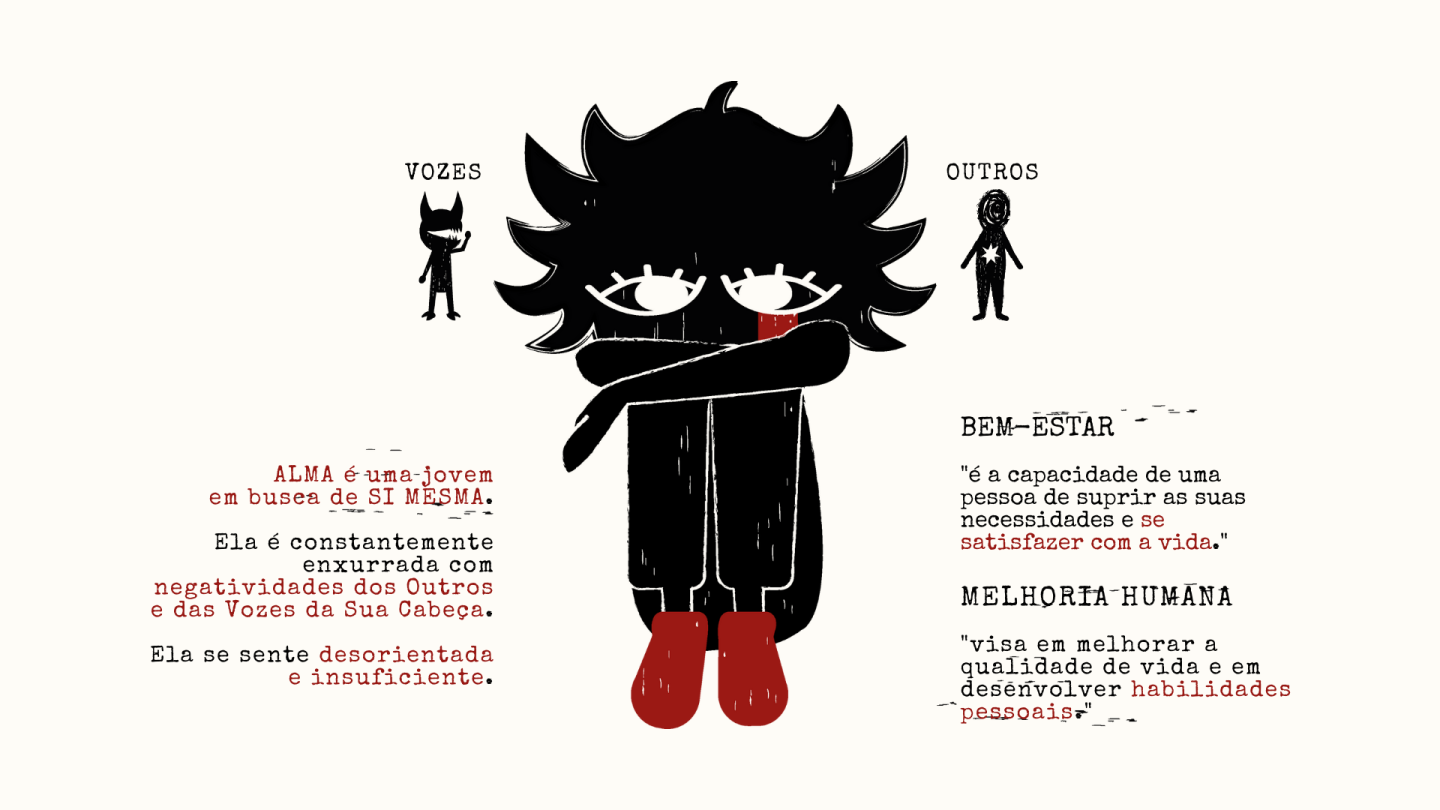 VOZES
OUTROS
ALMA é uma jovem
em busca de SI MESMA.
Ela é constantemente
enxurrada com
negatividades dos Outros
e das Vozes da Sua Cabeça.
Ela se sente desorientada
e insuficiente.
BEM-ESTAR
"é a capacidade de uma
pessoa de suprir as suas
necessidades e se
satisfazer com a vida."
MELHORIA HUMANA
"visa em melhorar a
qualidade de vida e em
desenvolver habilidades
pessoais."